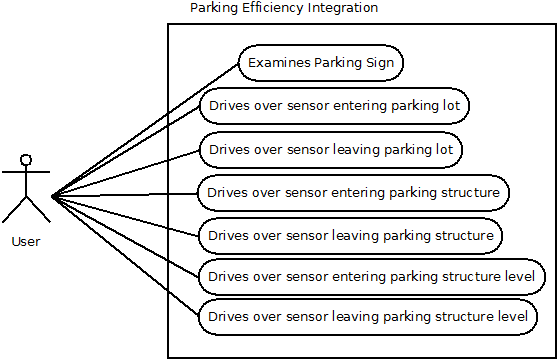 Parking Efficiency Integration
Examines Parking Sign
Drives over sensor entering parking lot
Drives over sensor leaving parking lot
Drives over sensor entering parking structure
User
Drives over sensor leaving parking structure
Drives over sensor entering parking structure level
Drives over sensor leaving parking structure level